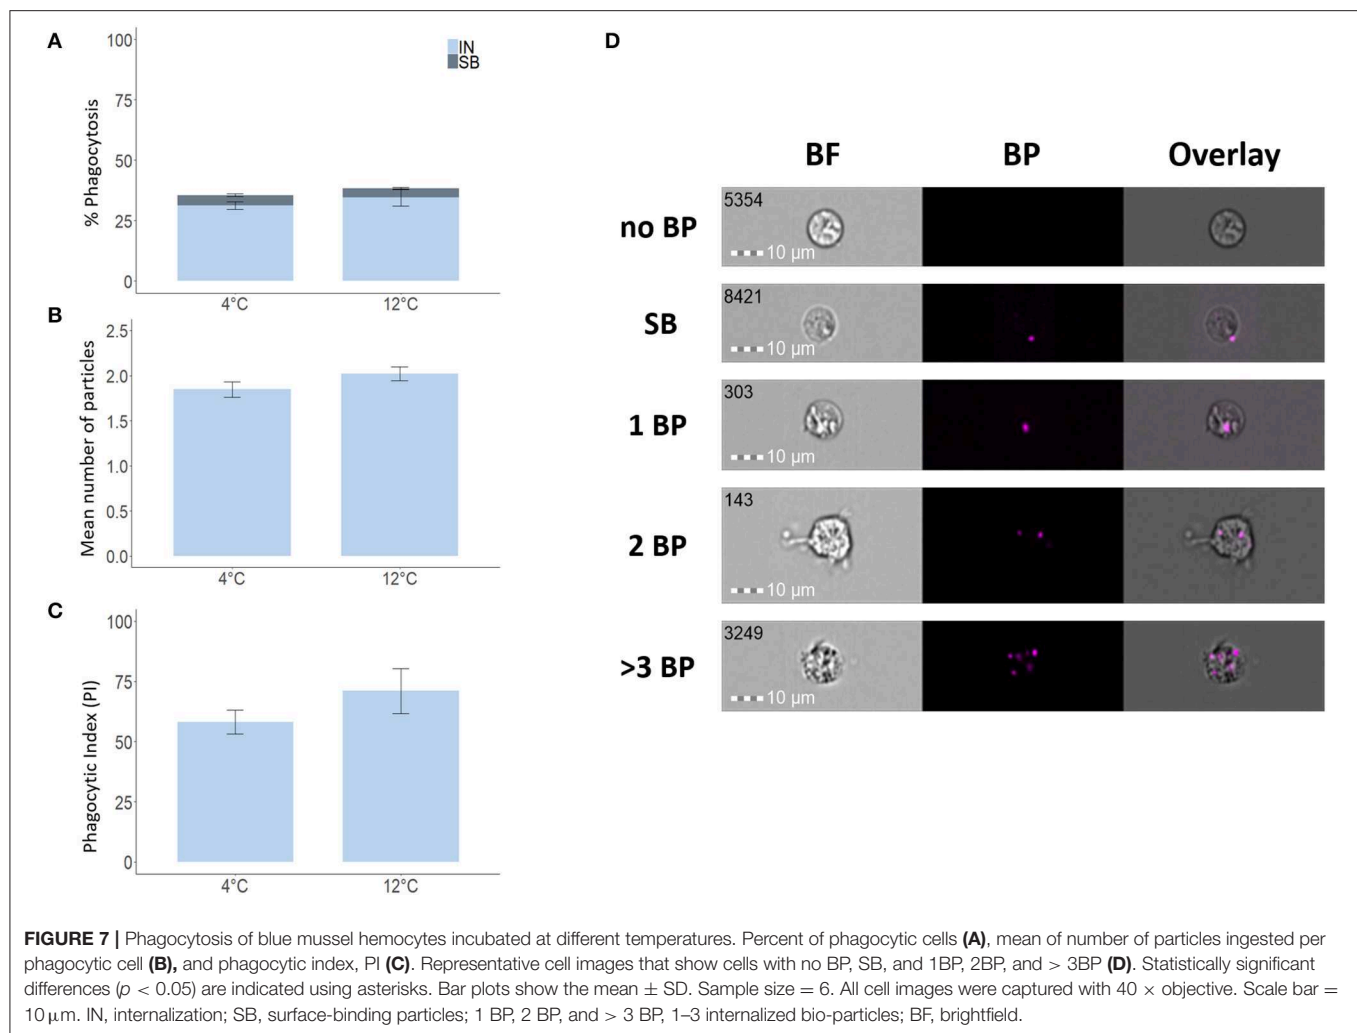 A
100
75
50
25
0
% Phagocytosis
IN
SB
4°C
12°C
B
2.5
2.0
1.5
1.0
0.5
0.0
Mean number of particles
4°C
12°C
C
100
75
50
25
0
Phagocytic Index (PI)
4°C
12°C
D
BF BP Overlay
no BP
5354
10 μm
SB
8421
10 μm
1 BP
303
10 μm
2 BP
143
10 μm
>3 BP
3249
10 μm
FIGURE 7 | Phagocytosis of blue mussel hemocytes incubated at different temperatures. Percent of phagocytic cells (A), mean of number of particles ingested per
phagocytic cell (B), and phagocytic index, PI (C). Representative cell images that show cells with no BP, SB, and 1BP, 2BP, and > 3BP (D). Statistically significant
differences (p < 0.05) are indicated using asterisks. Bar plots show the mean ± SD. Sample size = 6. All cell images were captured with 40 × objective. Scale bar =
10 μm. IN, internalization; SB, surface-binding particles; 1 BP, 2 BP, and > 3 BP, 1–3 internalized bio-particles; BF, brightfield.